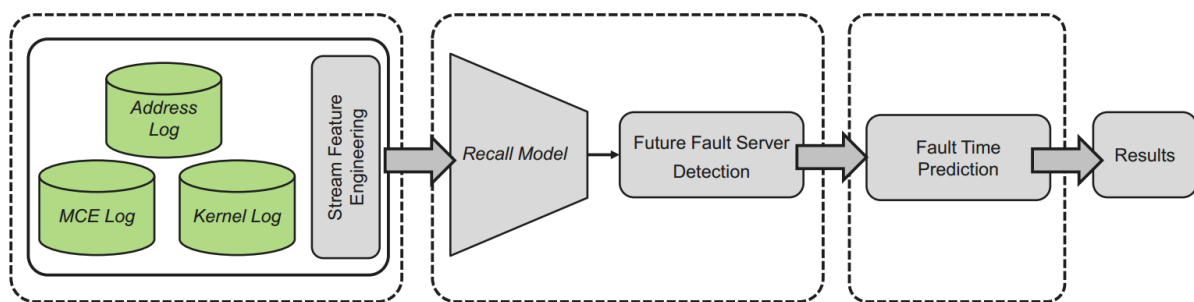 Address
Log
MCE Log
Kernel Log
Stream Feature
Engineering
Recall Model
Future Fault Server
Detection
Fault Time
Prediction
Results